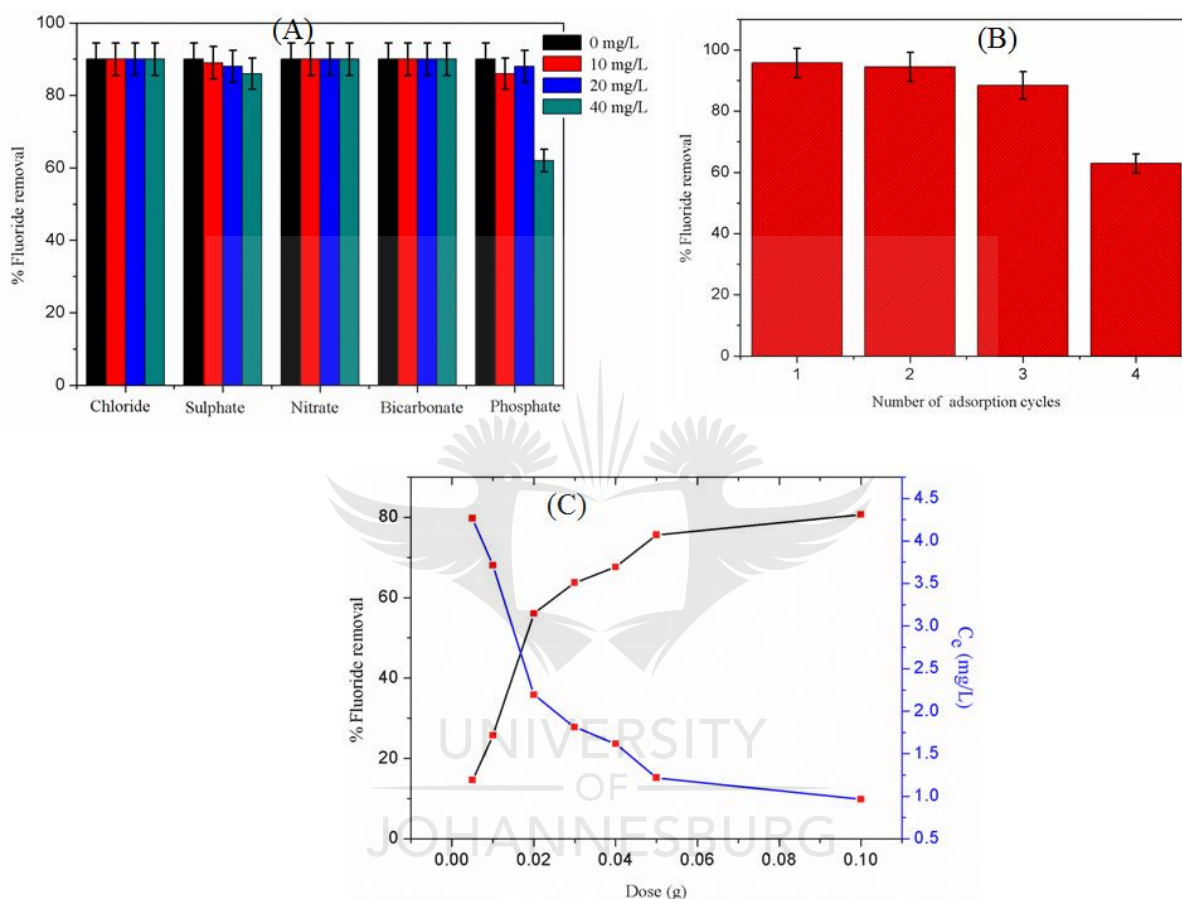 (A)
% Fluoride removal
100
80
60
40
20
0
0 mg/L
10 mg/L
20 mg/L
40 mg/L
Chloride Sulphate Nitrate Bicarbonate Phosphate
(B)
% Fluoride removal
100
80
60
40
20
0
1 2 3 4
Number of adsorption cycles
(C)
% Fluoride removal
80
60
40
20
0
4.5
4.0
3.5
3.0
2.5
2.0
1.5
1.0
0.5
Ce (mg/L)
0.00 0.02 0.04 0.06 0.08 0.10
Dose (g)
UNIVERSITY
OF
JOHANNESBURG